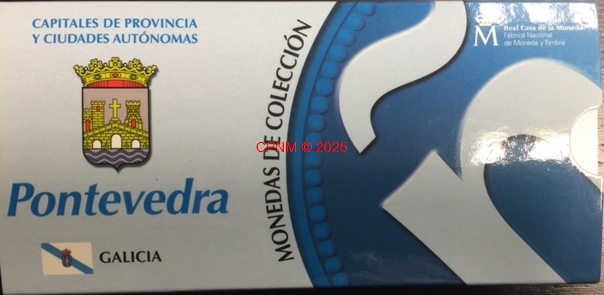 CAPITALES DE PROVINCIA
Y CIUDADES AUTÓNOMAS
Pontevedra
GALICIA
MONEDAS DE COLECCIÓN
Real Casa de la Moneda
Fábrica Nacional
de Moneda y Timbre
M
CPNM © 2025